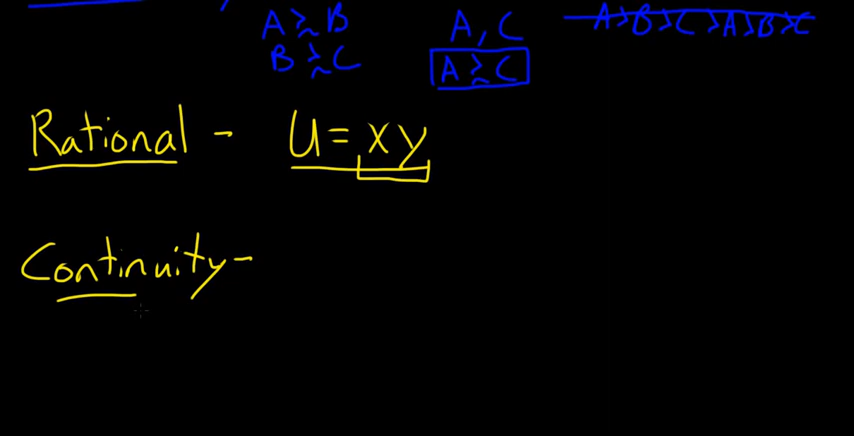 A ≿ B A, C A>B>C>A>B>C
B ≿ C A ≿ C
Rational - U = xy
Continuity-